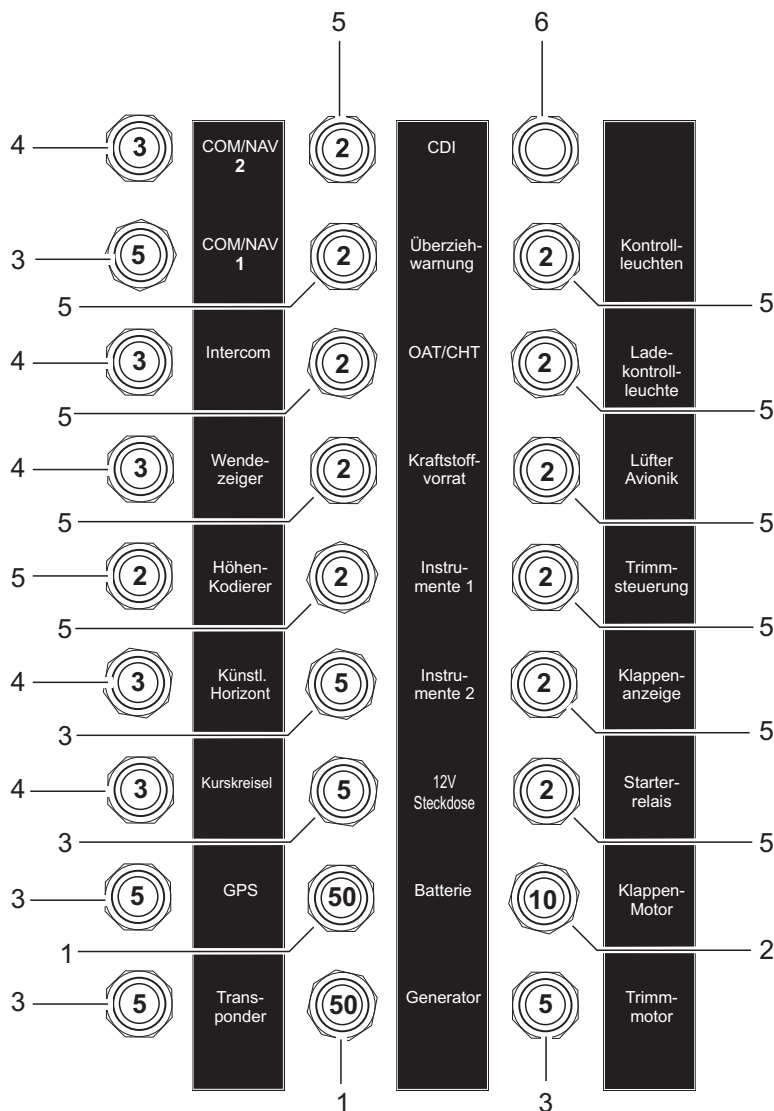 5 6
4 3 COM/NAV 2 CDI
2
3 5 COM/NAV 2 Überzieh- 2 Kontroll-
1 warnung leuchten
5 5
4 3 Intercom 2 OAT/CHT 2 Lade-
kontroll-
leuchte
5 5
4 3 Wende- 2 Kraftstoff- 2 Lüfter
zeiger vorrat Avionik
5 5
5 2 Höhen- 2 Instru- 2 Trimm-
Kodierer mente 1 steuerung
5 5
4 3 Künstl. 5 Instru- 2 Klappen-
Horizont mente 2 anzeige
3 5
4 3 Kurskreisel 5 12V 2 Starter-
Steckdose relais
3 5
3 5 GPS 50 Batterie 10 Klappen-
Motor
1 2
3 5 Trans- 50 Generator 5 Trimm-
ponder motor
1 3